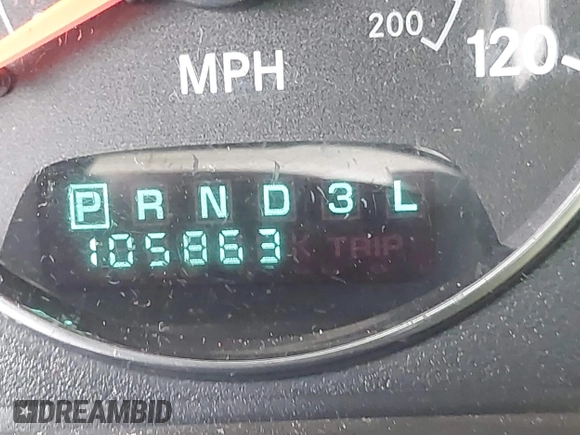 200
120
MPH
P R N D 3 L
105863 K TRIP
DREAMBID